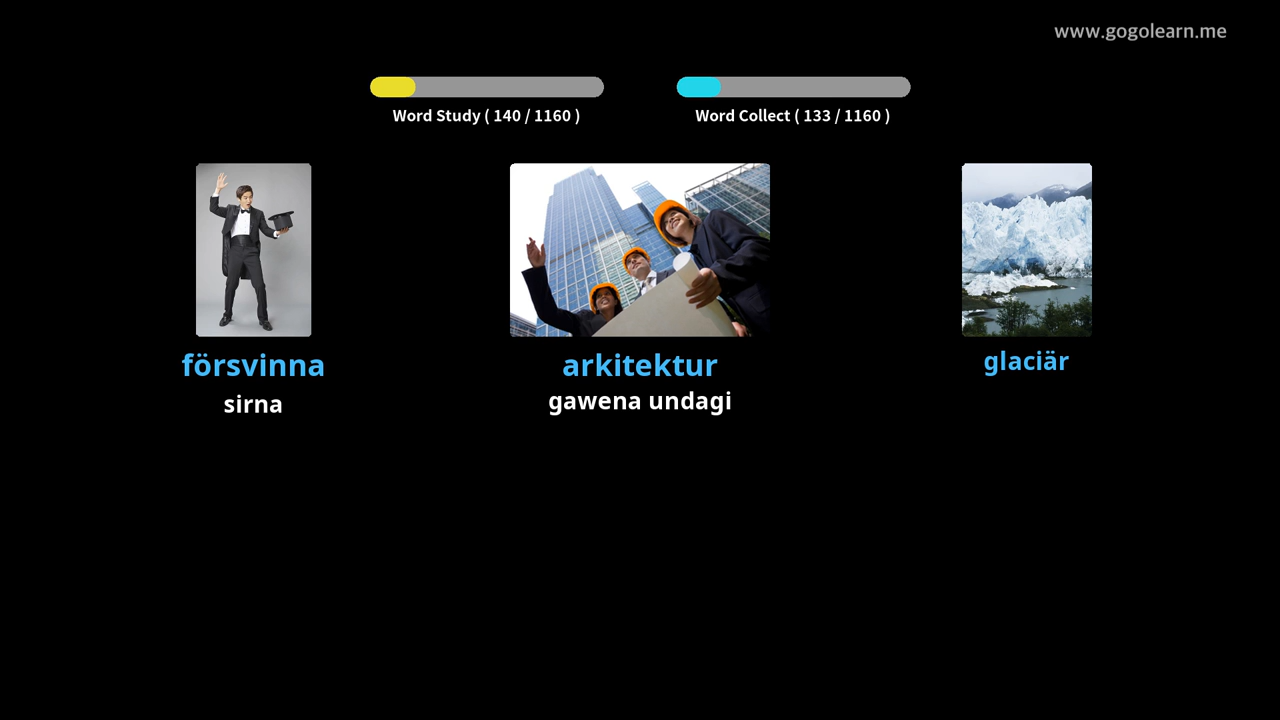 www.gogolearn.me
Word Study ( 140 / 1160 )
Word Collect ( 133 / 1160 )
försvinna
sirna
arkitektur
gawena undagi
glaciär